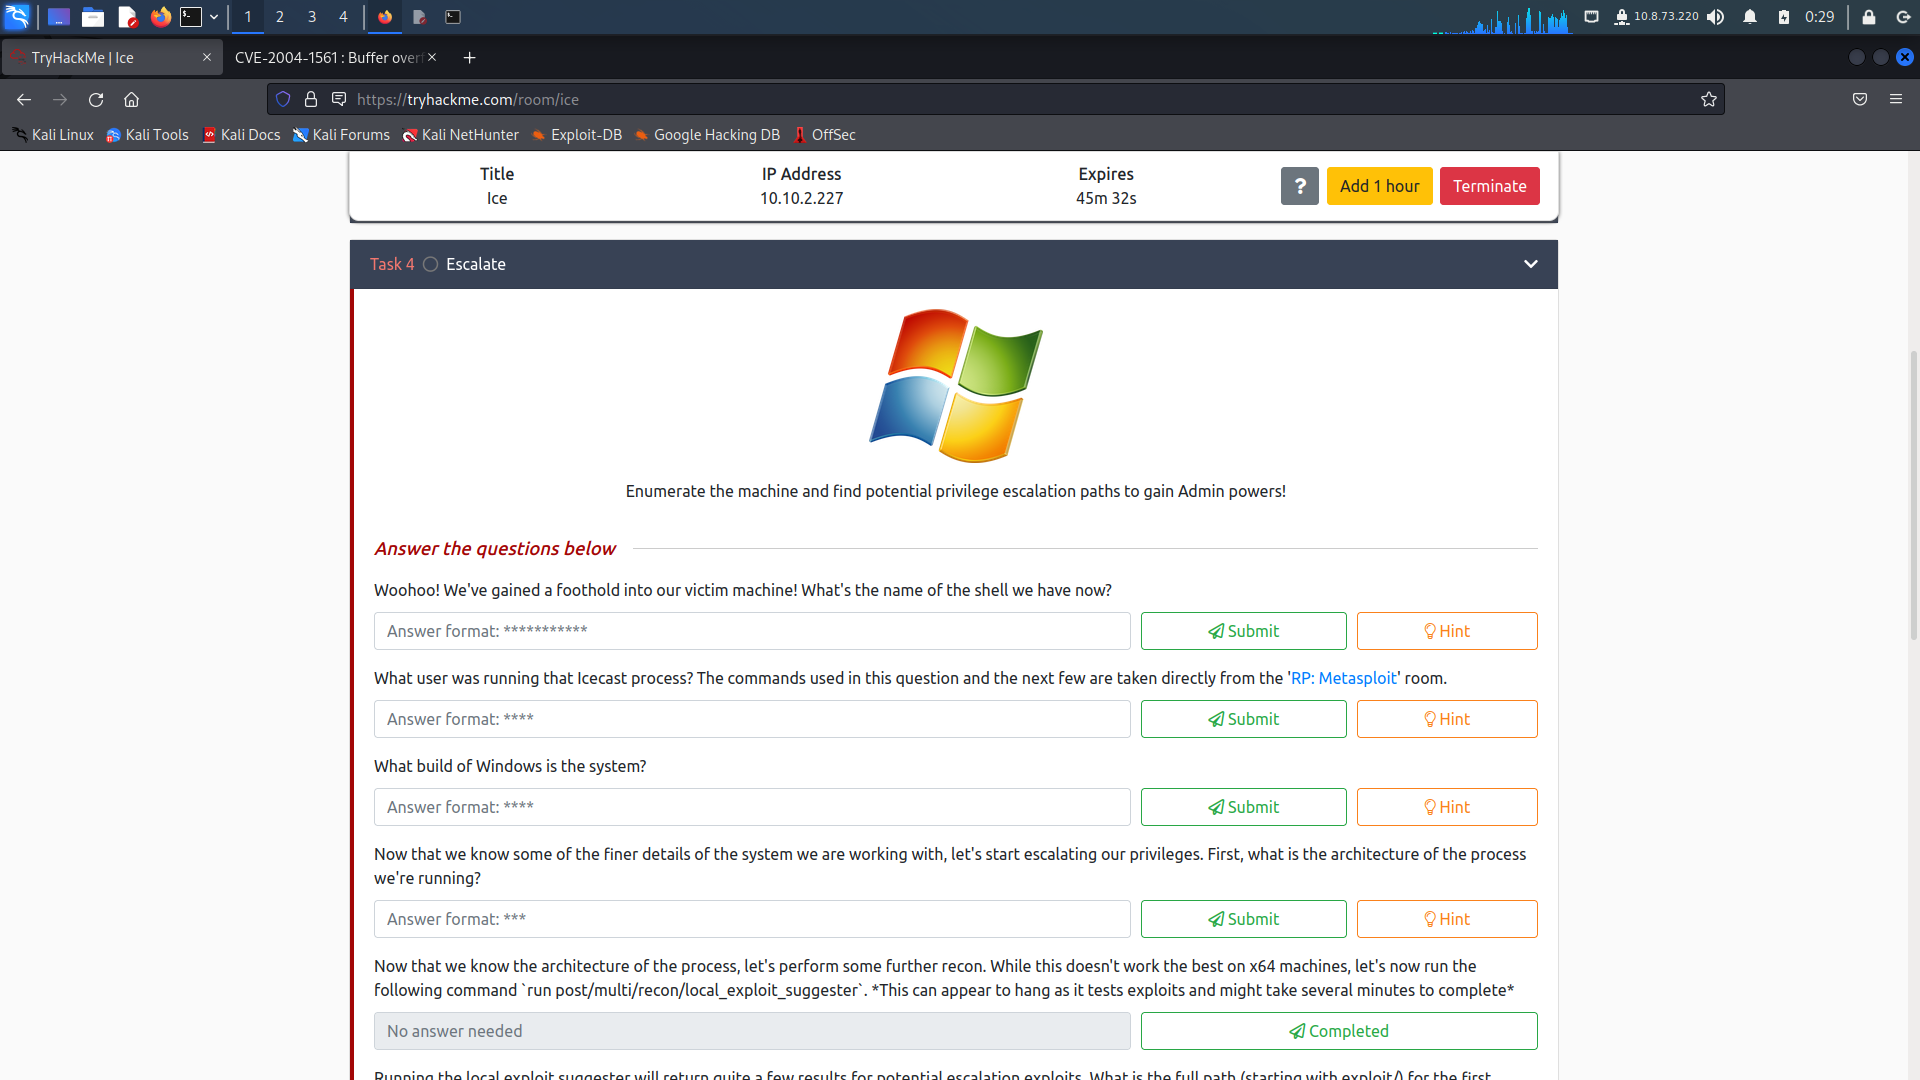 1 2 3 4
10.8.73.220
0:29
TryHackMe | Ice
CVE-2004-1561 : Buffer over
https://tryhackme.com/room/ice
Kali Linux Kali Tools Kali Docs Kali Forums Kali NetHunter Exploit-DB Google Hacking DB OffSec
Title IP Address Expires
Ice 10.10.2.227 45m 32s
? Add 1 hour Terminate
Task 4 Escalate
Enumerate the machine and find potential privilege escalation paths to gain Admin powers!
Answer the questions below
Woohoo! We've gained a foothold into our victim machine! What's the name of the shell we have now?
Answer format: *********** Submit Hint
What user was running that Icecast process? The commands used in this question and the next few are taken directly from the 'RP: Metasploit' room.
Answer format: **** Submit Hint
What build of Windows is the system?
Answer format: **** Submit Hint
Now that we know some of the finer details of the system we are working with, let's start escalating our privileges. First, what is the architecture of the process
we're running?
Answer format: *** Submit Hint
Now that we know the architecture of the process, let's perform some further recon. While this doesn't work the best on x64 machines, let's now run the
following command `run post/multi/recon/local_exploit_suggester`. *This can appear to hang as it tests exploits and might take several minutes to complete*
No answer needed Completed
Running the local exploit suggester will return quite a few results for potential escalation exploits. What is the full path (starting with exploit/) for the first